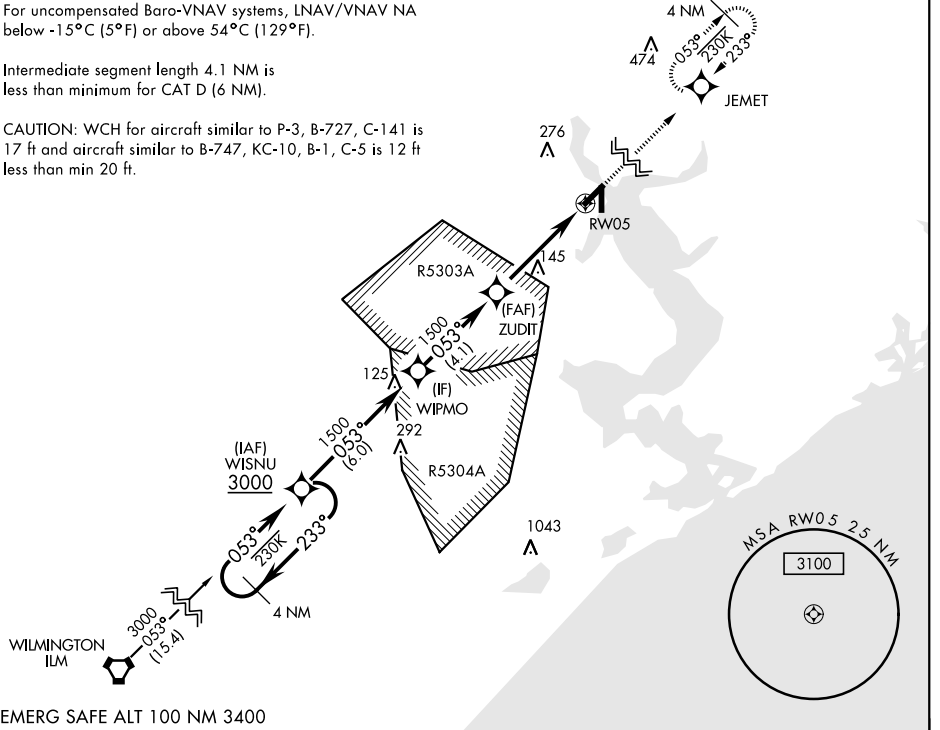 For uncompensated Baro-VNAV systems, LNAV/VNAV NA
below -15°C (5°F) or above 54°C (129°F).
Intermediate segment length 4.1 NM is
less than minimum for CAT D (6 NM).
CAUTION: WCH for aircraft similar to P-3, B-727, C-141 is
17 ft and aircraft similar to B-747, KC-10, B-1, C-5 is 12 ft
less than min 20 ft.
4 NM
474
053°
230K
233°
JEMET
276
RW05
145
R5303A
(FAF)
ZUDIT
1500
053°
(4.1)
125
(IF)
WIPMO
292
R5304A
1500
053°
(6.0)
(IAF)
WISNU
3000
053°
230K
233°
4 NM
1043
MSA RW05 25 NM
3100
3000
053°
(15.4)
WILMINGTON
ILM
EMERG SAFE ALT 100 NM 3400